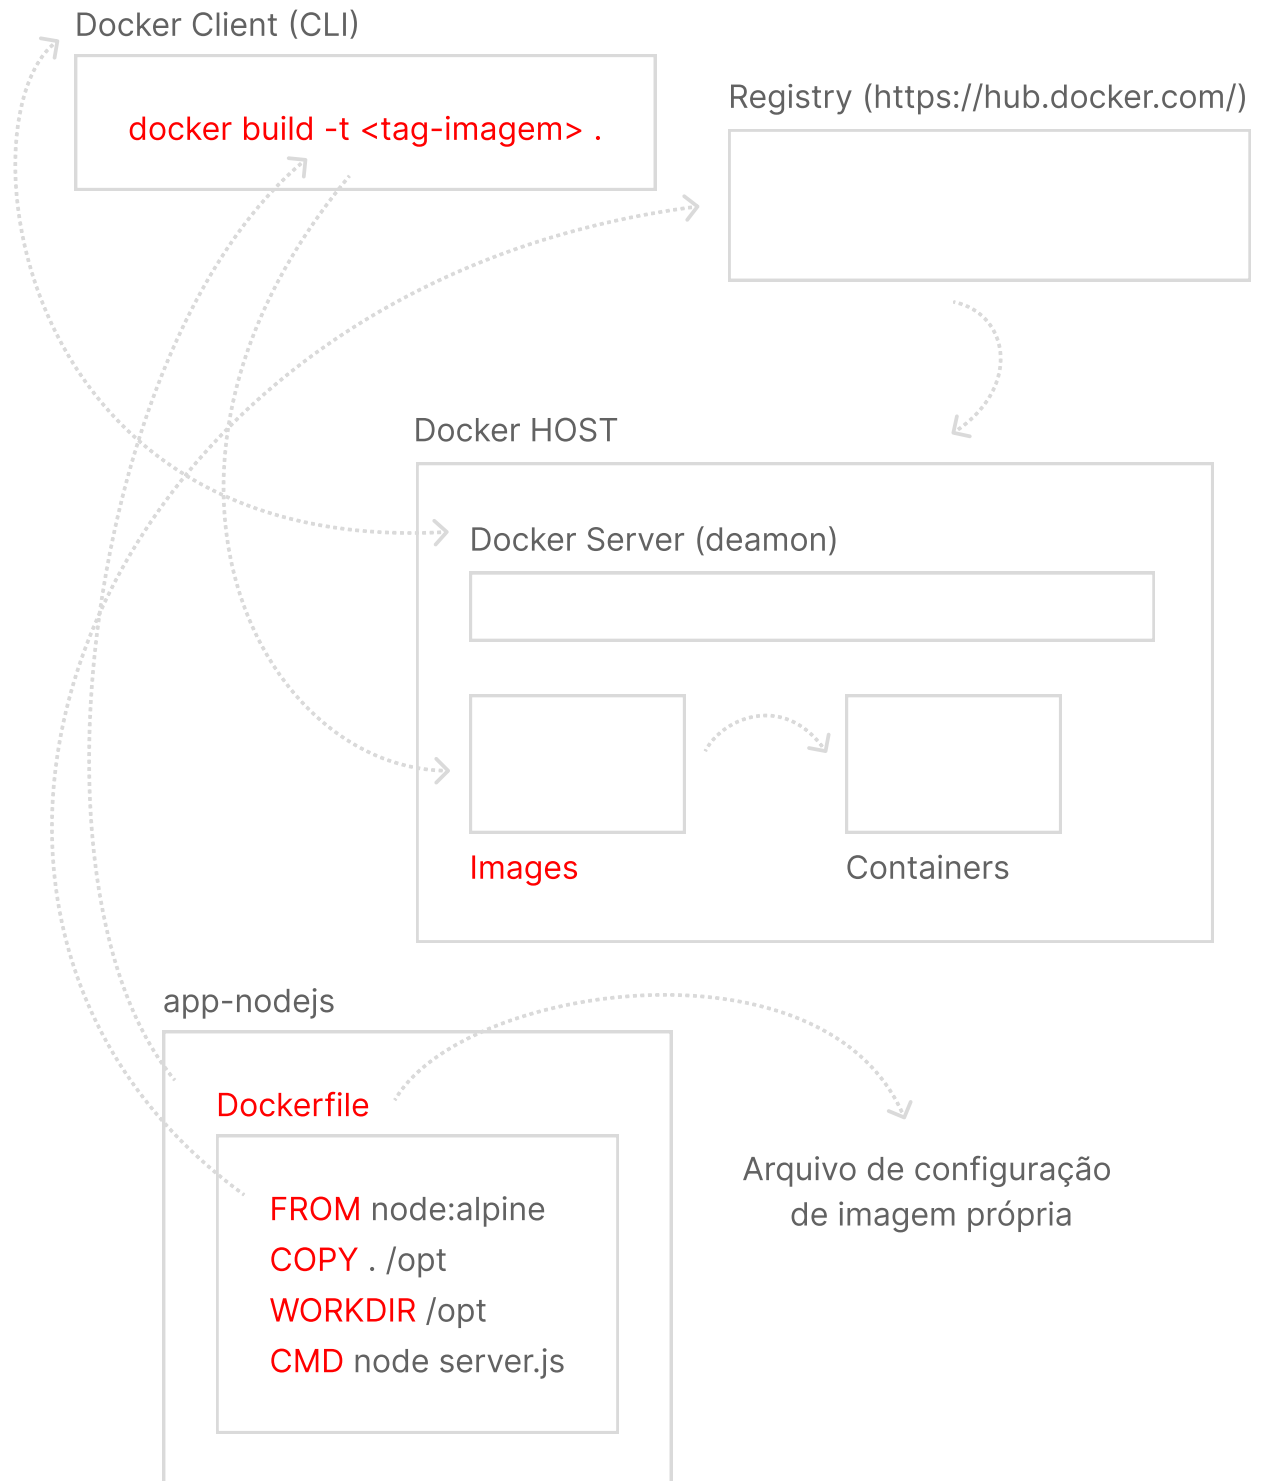 Docker Client (CLI)
docker build -t <tag-imagem> .
Registry (https://hub.docker.com/)
Docker HOST
Docker Server (deamon)
Images
Containers
app-nodejs
Dockerfile
FROM node:alpine
COPY . /opt
WORKDIR /opt
CMD node server.js
Arquivo de configuração
de imagem própria